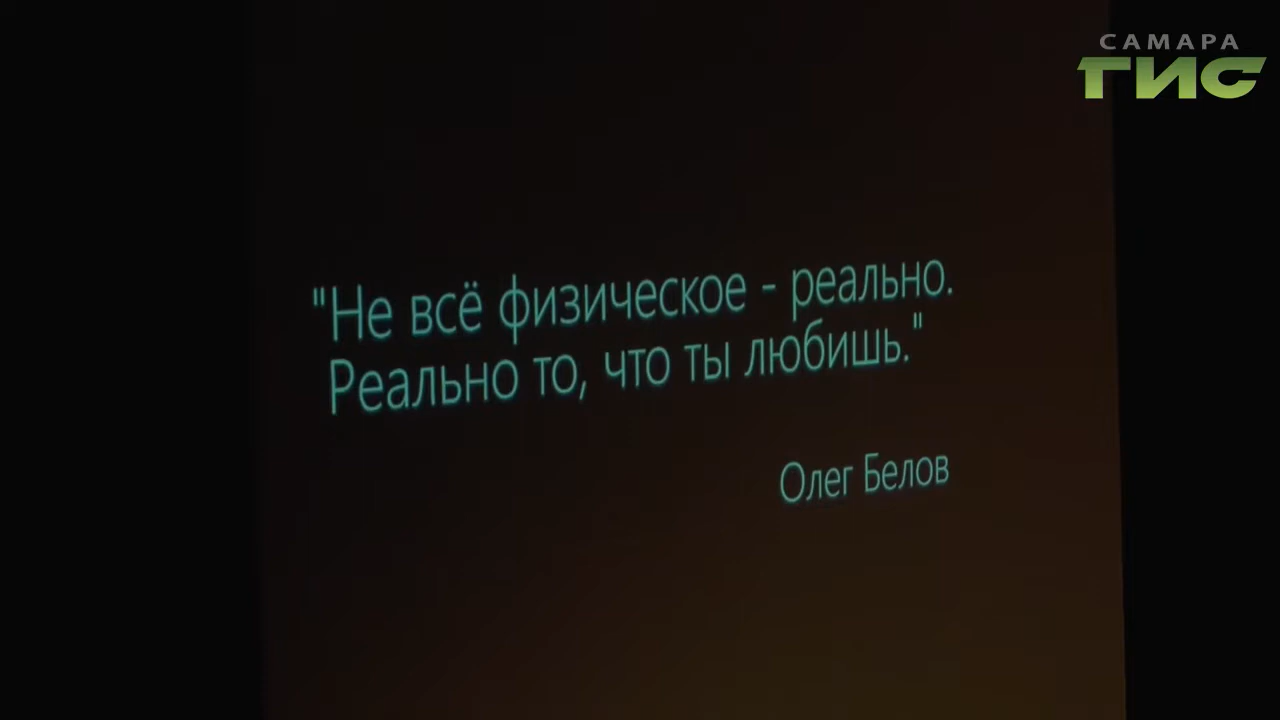 САМАРА
ГИС
"Не всё физическое - реально.
Реально то, что ты любишь."
Олег Белов